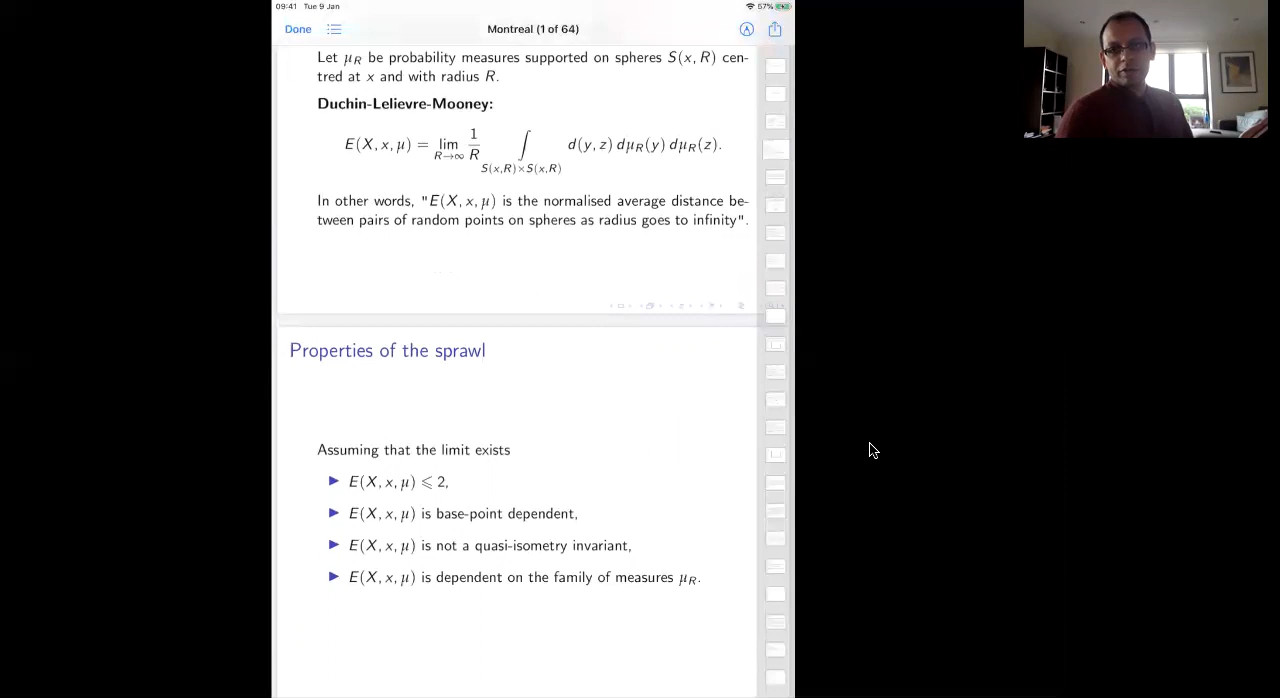 09:41 Tue 9 Jan
57%
Done
Montreal (1 of 64)
Let μ_R be probability measures supported on spheres S(x, R) cen-
tred at x and with radius R.
Duchin-Lelievre-Mooney:
E(X, x, μ) = lim_{R→∞} 1/R ∫_{S(x,R)×S(x,R)} d(y, z) dμ_R(y) dμ_R(z).
In other words, "E(X, x, μ) is the normalised average distance be-
tween pairs of random points on spheres as radius goes to infinity".
Properties of the sprawl
Assuming that the limit exists
▶ E(X, x, μ) ⩽ 2,
▶ E(X, x, μ) is base-point dependent,
▶ E(X, x, μ) is not a quasi-isometry invariant,
▶ E(X, x, μ) is dependent on the family of measures μ_R.